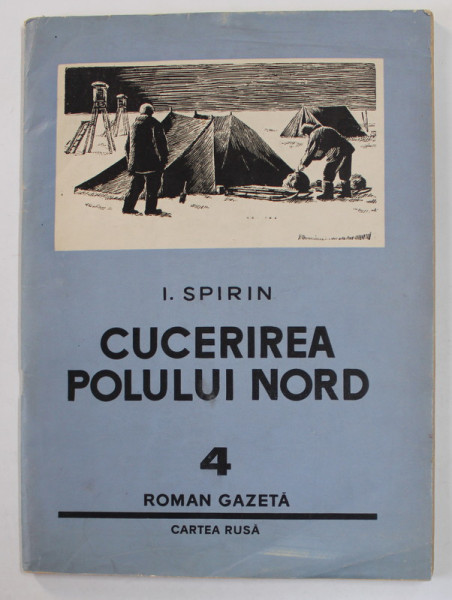 I. SPIRIN
CUCERIREA
POLULUI NORD
4
ROMAN GAZETĂ
CARTEA RUSĂ